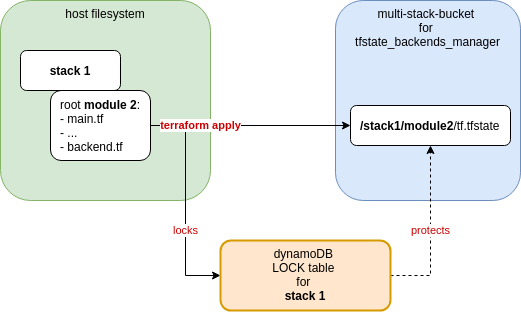 host filesystem
stack 1
root module 2:
- main.tf
- ...
- backend.tf
terraform apply
multi-stack-bucket
for
tfstate_backends_manager
/stack1/module2/tf.tfstate
locks
protects
dynamoDB
LOCK table
for
stack 1